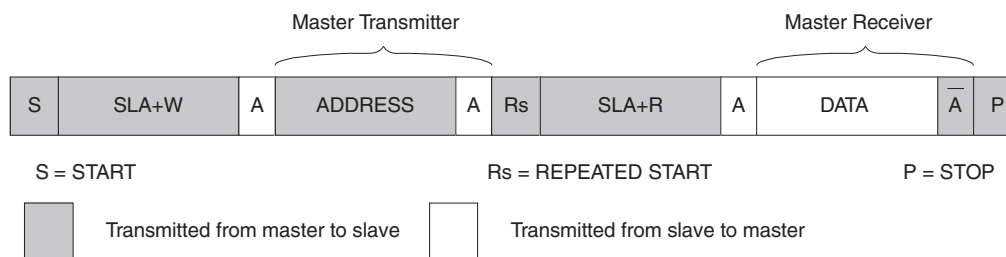 Master Transmitter Master Receiver
S SLA+W A ADDRESS A Rs SLA+R A DATA A̅ P
S = START Rs = REPEATED START P = STOP
Transmitted from master to slave Transmitted from slave to master